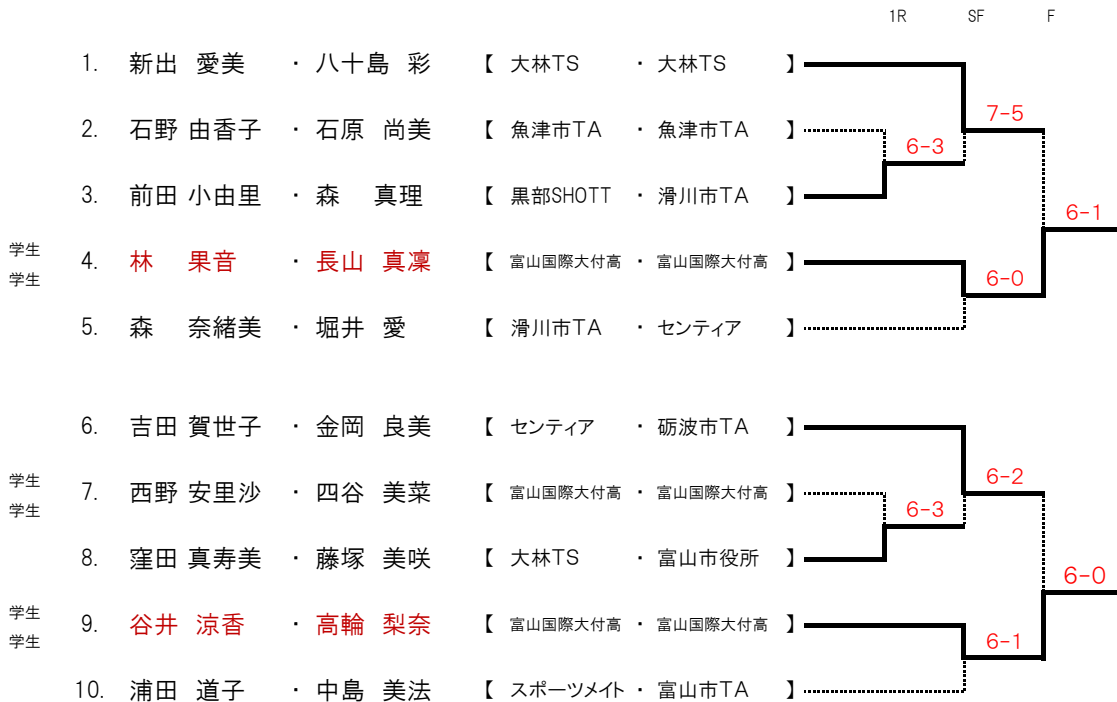 1R SF F
1. 新出 愛美 ・ 八十島 彩 【 大林TS ・ 大林TS 】
7-5
2. 石野 由香子 ・ 石原 尚美 【 魚津市TA ・ 魚津市TA 】
6-3
3. 前田 小由里 ・ 森 真理 【 黒部SHOTT ・ 滑川市TA 】
6-1
学生
4. 林 果音 ・ 長山 真凜 【 富山国際大付高 ・ 富山国際大付高 】
学生
6-0
5. 森 奈緒美 ・ 堀井 愛 【 滑川市TA ・ センティア 】
6. 吉田 賀世子 ・ 金岡 良美 【 センティア ・ 砺波市TA 】
6-2
学生
7. 西野 安里沙 ・ 四谷 美菜 【 富山国際大付高 ・ 富山国際大付高 】
学生
6-3
8. 窪田 真寿美 ・ 藤塚 美咲 【 大林TS ・ 富山市役所 】
6-0
学生
9. 谷井 涼香 ・ 高輪 梨奈 【 富山国際大付高 ・ 富山国際大付高 】
学生
6-1
10. 浦田 道子 ・ 中島 美法 【 スポーツメイト ・ 富山市TA 】